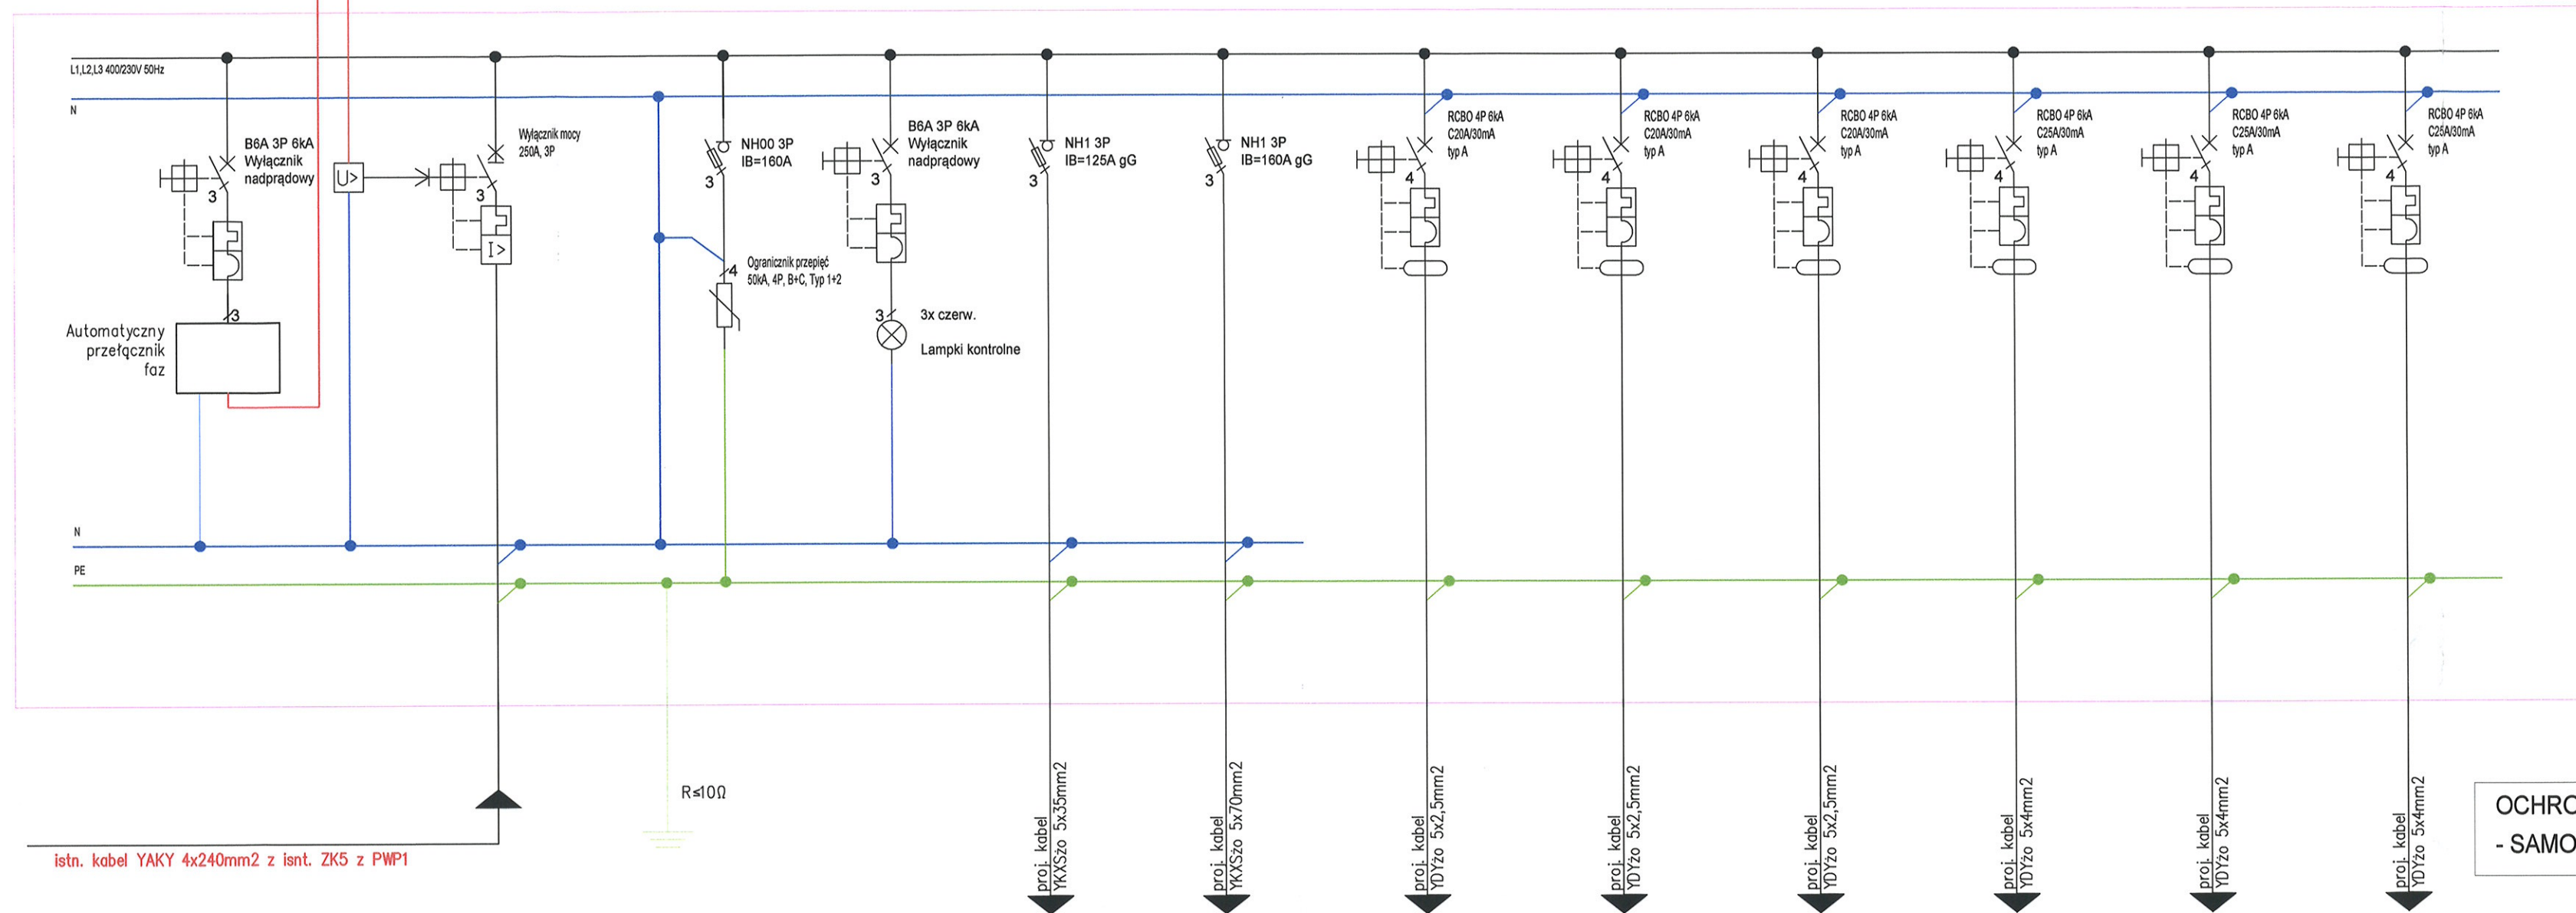 L1,L2,L3 400/230V 50Hz
N
B6A 3P 6kA
Wyłącznik
nadprądowy
3
3
Automatyczny
przełącznik
faz
U>
Wyłącznik mocy
250A, 3P
3
I>
NH00 3P
IB=160A
3
4
Ogranicznik przepięć
50kA, 4P, B+C, Typ 1+2
B6A 3P 6kA
Wyłącznik
nadprądowy
3
3
3x czerw.
Lampki kontrolne
NH1 3P
IB=125A gG
3
NH1 3P
IB=160A gG
3
RCBO 4P 6kA
C20A/30mA
typ A
4
RCBO 4P 6kA
C20A/30mA
typ A
4
RCBO 4P 6kA
C20A/30mA
typ A
4
RCBO 4P 6kA
C25A/30mA
typ A
4
RCBO 4P 6kA
C25A/30mA
typ A
4
RCBO 4P 6kA
C25A/30mA
typ A
4
N
PE
R≤10Ω
istn. kabel YAKY 4x240mm2 z isnt. ZK5 z PWP1
proj. kabel
YKXSżo 5x35mm2
proj. kabel
YKXSżo 5x70mm2
proj. kabel
YDYżo 5x2,5mm2
proj. kabel
YDYżo 5x2,5mm2
proj. kabel
YDYżo 5x2,5mm2
proj. kabel
YDYżo 5x4mm2
proj. kabel
YDYżo 5x4mm2
proj. kabel
YDYżo 5x4mm2
OCHRO
- SAMO